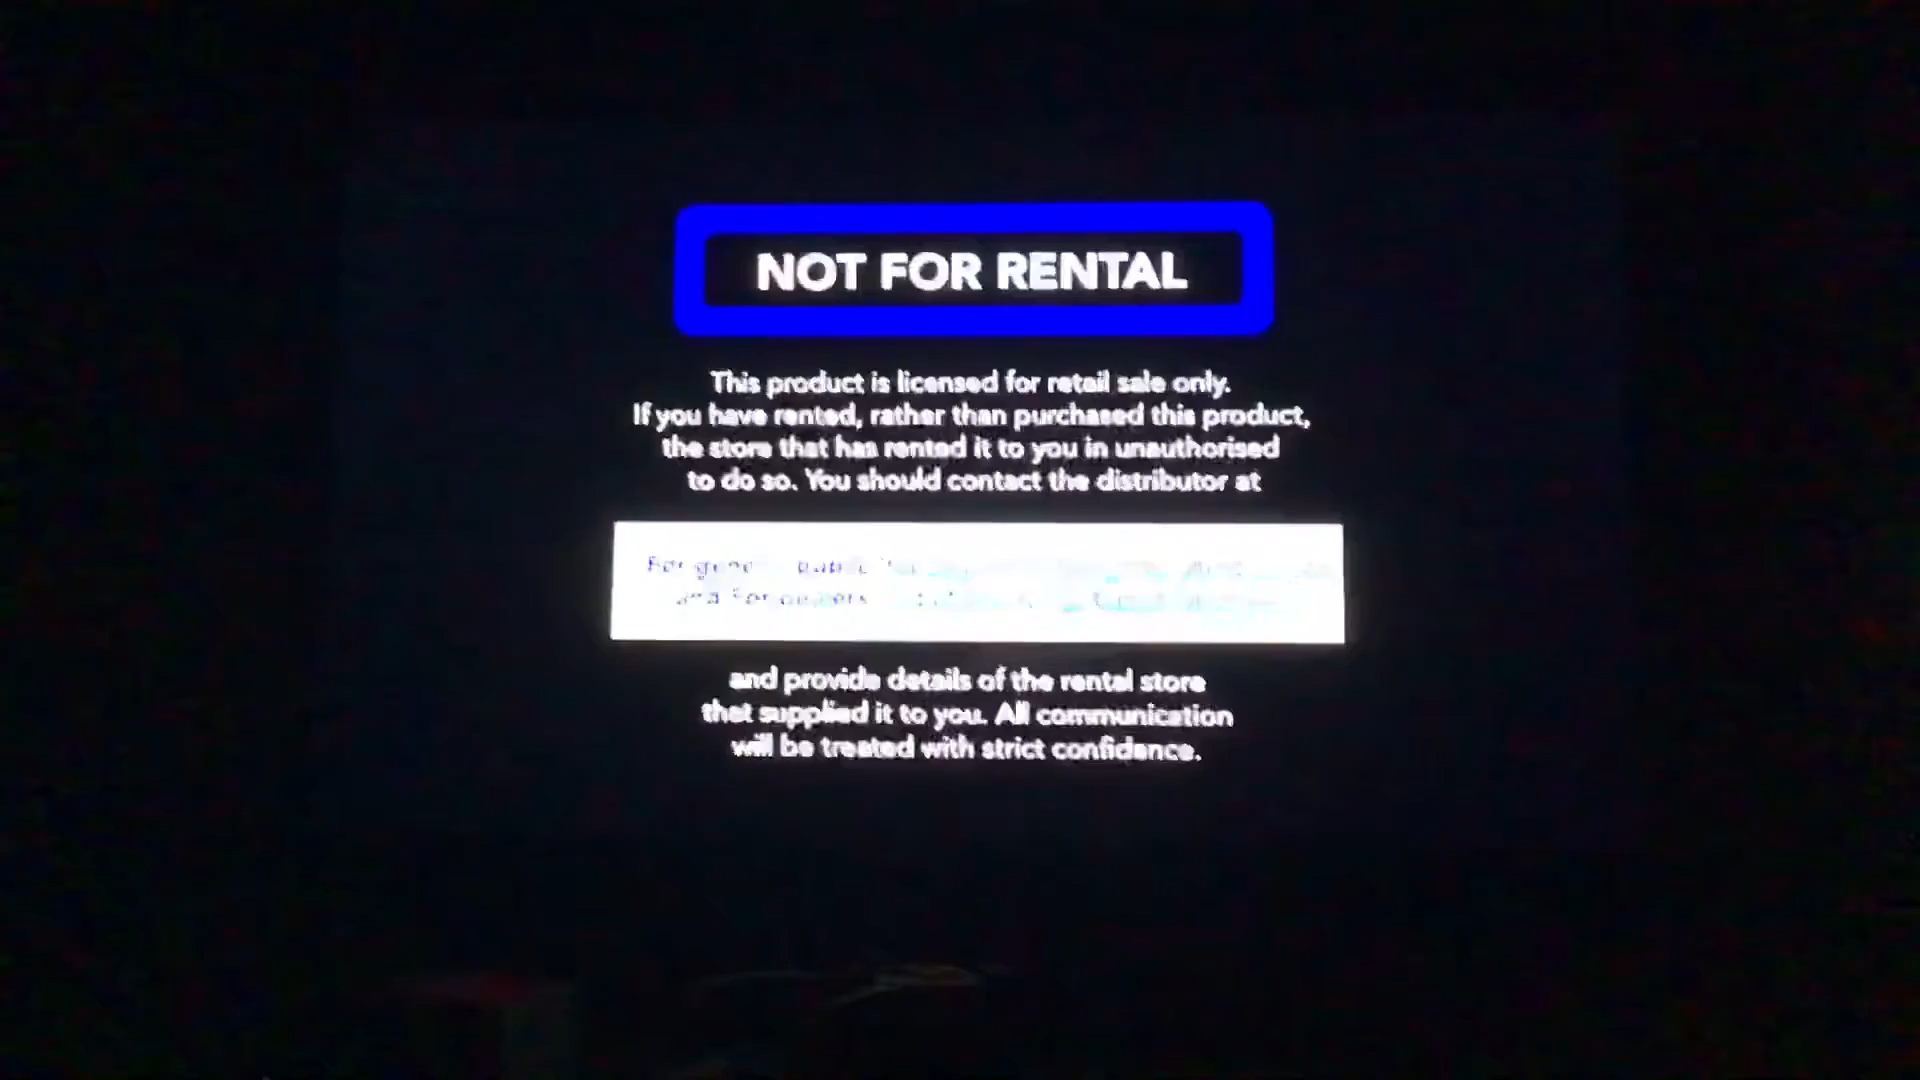 NOT FOR RENTAL
This product is licensed for retail sale only.
If you have rented, rather than purchased this product,
the store that has rented it to you in unauthorised
to do so. You should contact the distributor at
and provide details of the rental store
that supplied it to you. All communication
will be treated with strict confidence.